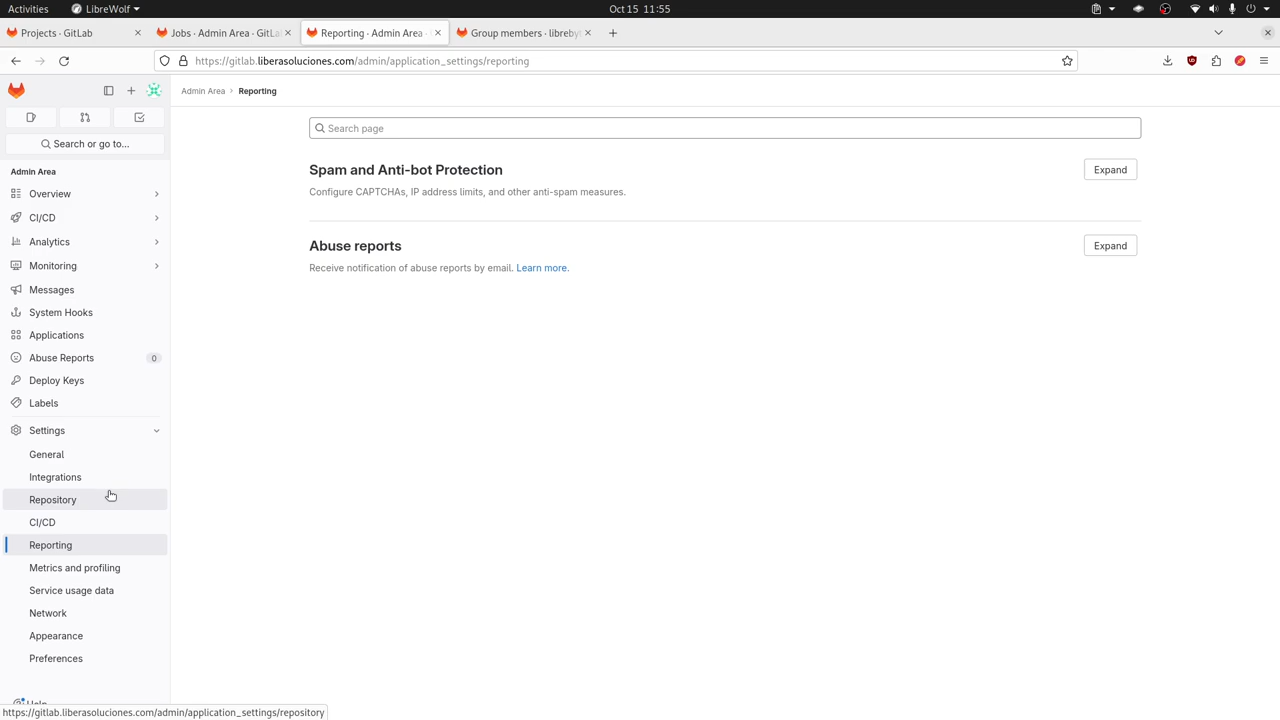 Activities
LibreWolf
Oct 15 11:55
Projects · GitLab
Jobs · Admin Area · GitLa
Reporting · Admin Area ·
Group members · libreby
https://gitlab.liberasoluciones.com/admin/application_settings/reporting
Admin Area
Reporting
Search or go to...
Admin Area
Overview
CI/CD
Analytics
Monitoring
Messages
System Hooks
Applications
Abuse Reports
0
Deploy Keys
Labels
Settings
General
Integrations
Repository
CI/CD
Reporting
Metrics and profiling
Service usage data
Network
Appearance
Preferences
Help
Search page
Spam and Anti-bot Protection
Expand
Configure CAPTCHAs, IP address limits, and other anti-spam measures.
Abuse reports
Expand
Receive notification of abuse reports by email. Learn more.
https://gitlab.liberasoluciones.com/admin/application_settings/repository